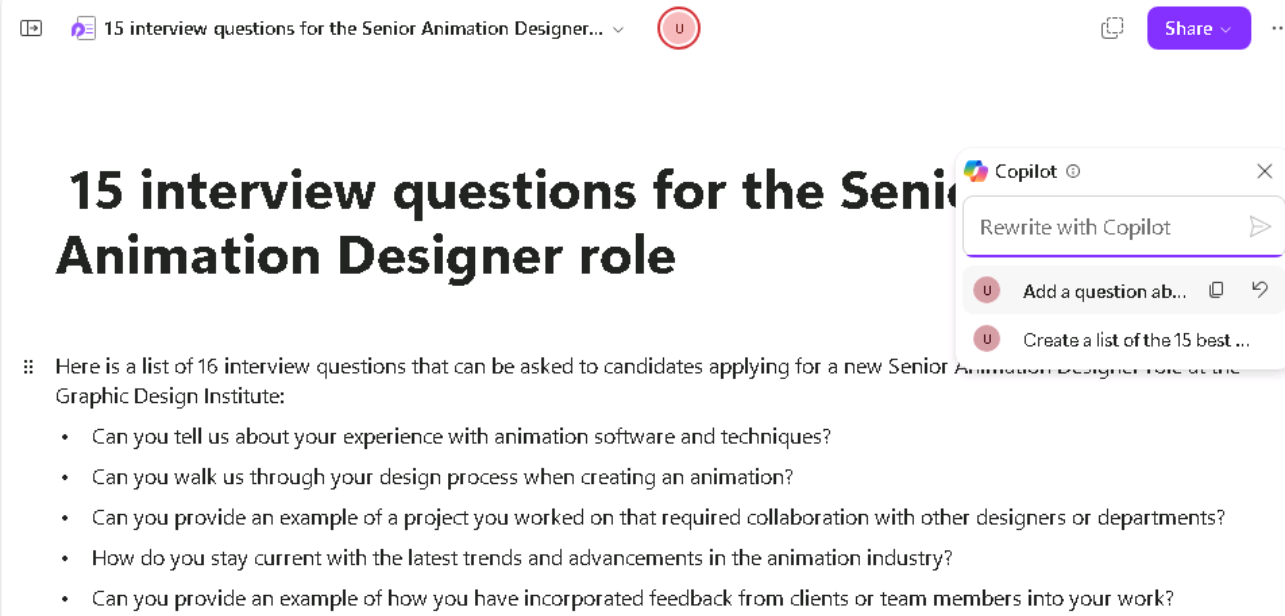 15 interview questions for the Senior Animation Designer...
U
Share
15 interview questions for the Senio
Animation Designer role
Copilot
Rewrite with Copilot
U Add a question ab...
U Create a list of the 15 best ...
Here is a list of 16 interview questions that can be asked to candidates applying for a new Senior Animation Designer role at the
Graphic Design Institute:
• Can you tell us about your experience with animation software and techniques?
• Can you walk us through your design process when creating an animation?
• Can you provide an example of a project you worked on that required collaboration with other designers or departments?
• How do you stay current with the latest trends and advancements in the animation industry?
• Can you provide an example of how you have incorporated feedback from clients or team members into your work?